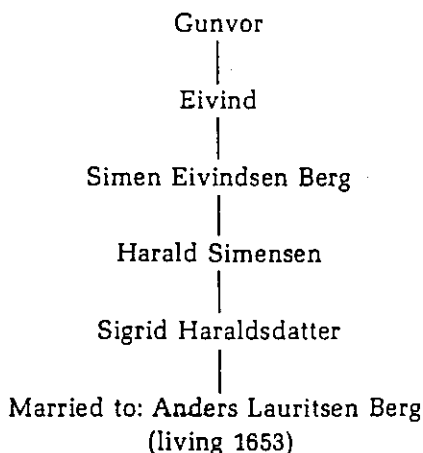 Gunvor
Eivind
Simen Eivindsen Berg
Harald Simensen
Sigrid Haraldsdatter
Married to: Anders Lauritsen Berg
(living 1653)